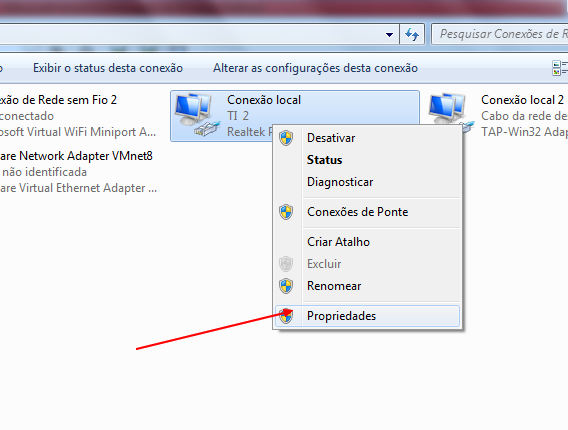 Pesquisar Conexões de R
Exibir o status desta conexão
Alterar as configurações desta conexão
xão de Rede sem Fio 2
onectado
osoft Virtual WiFi Miniport A...
Conexão local
TI 2
Realtek P
Conexão local 2
Cabo da rede des
TAP-Win32 Adap
are Network Adapter VMnet8
não identificada
are Virtual Ethernet Adapter ...
Desativar
Status
Diagnosticar
Conexões de Ponte
Criar Atalho
Excluir
Renomear
Propriedades